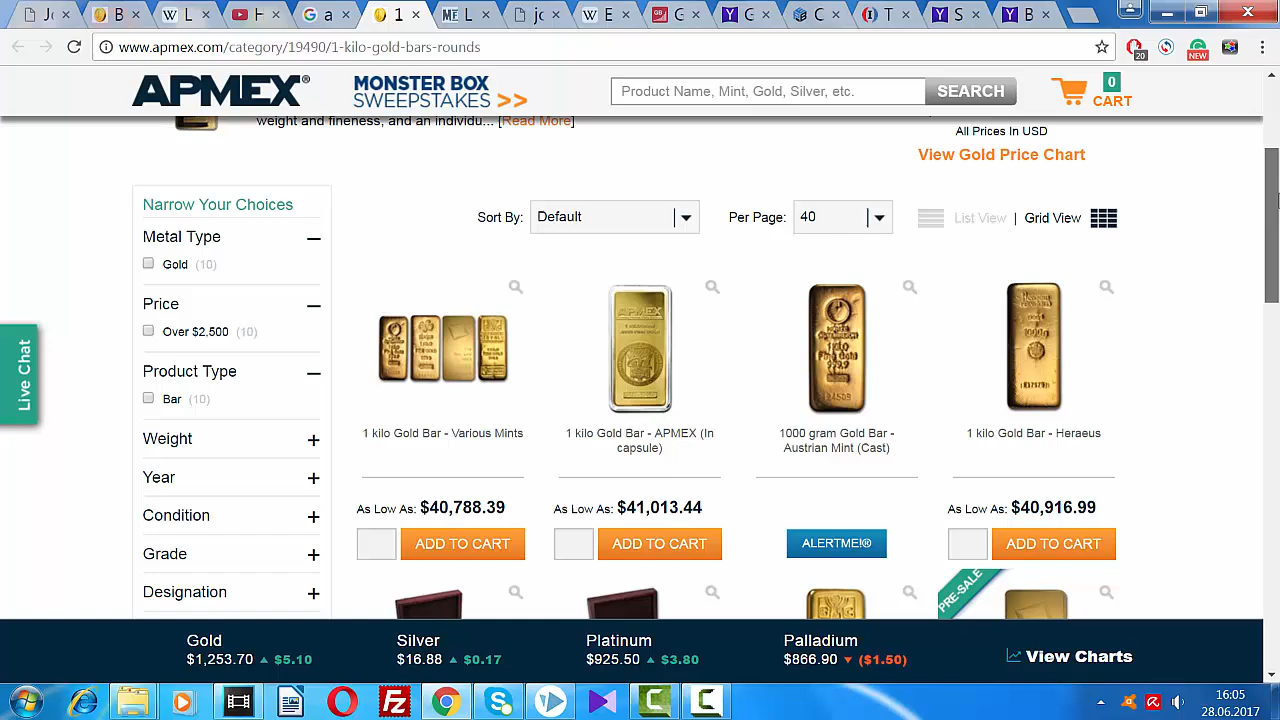 Jc
B
L
H
a
1
L
jc
E
G
Y G
C
T
Y S
Y B
www.apmex.com/category/19490/1-kilo-gold-bars-rounds
20
NEW
APMEX®
MONSTER BOX
SWEEPSTAKES >>
Product Name, Mint, Gold, Silver, etc.
SEARCH
0
CART
weight and fineness, and an individu... [Read More]
All Prices In USD
View Gold Price Chart
Narrow Your Choices
Metal Type
Gold (10)
Price
Over $2,500 (10)
Product Type
Bar (10)
Weight
Year
Condition
Grade
Designation
Live Chat
Sort By: Default
Per Page: 40
List View | Grid View
1 kilo Gold Bar - Various Mints
As Low As: $40,788.39
ADD TO CART
APMEX
1 kilo Gold Bar - APMEX (In
capsule)
As Low As: $41,013.44
ADD TO CART
1000 gram Gold Bar -
Austrian Mint (Cast)
ALERTME!®
1 kilo Gold Bar - Heraeus
As Low As: $40,916.99
ADD TO CART
PRE-SALE
Gold
$1,253.70 ▲ $5.10
Silver
$16.88 ▲ $0.17
Platinum
$925.50 ▲ $3.80
Palladium
$866.90 ▼ ($1.50)
View Charts
16:05
28.06.2017